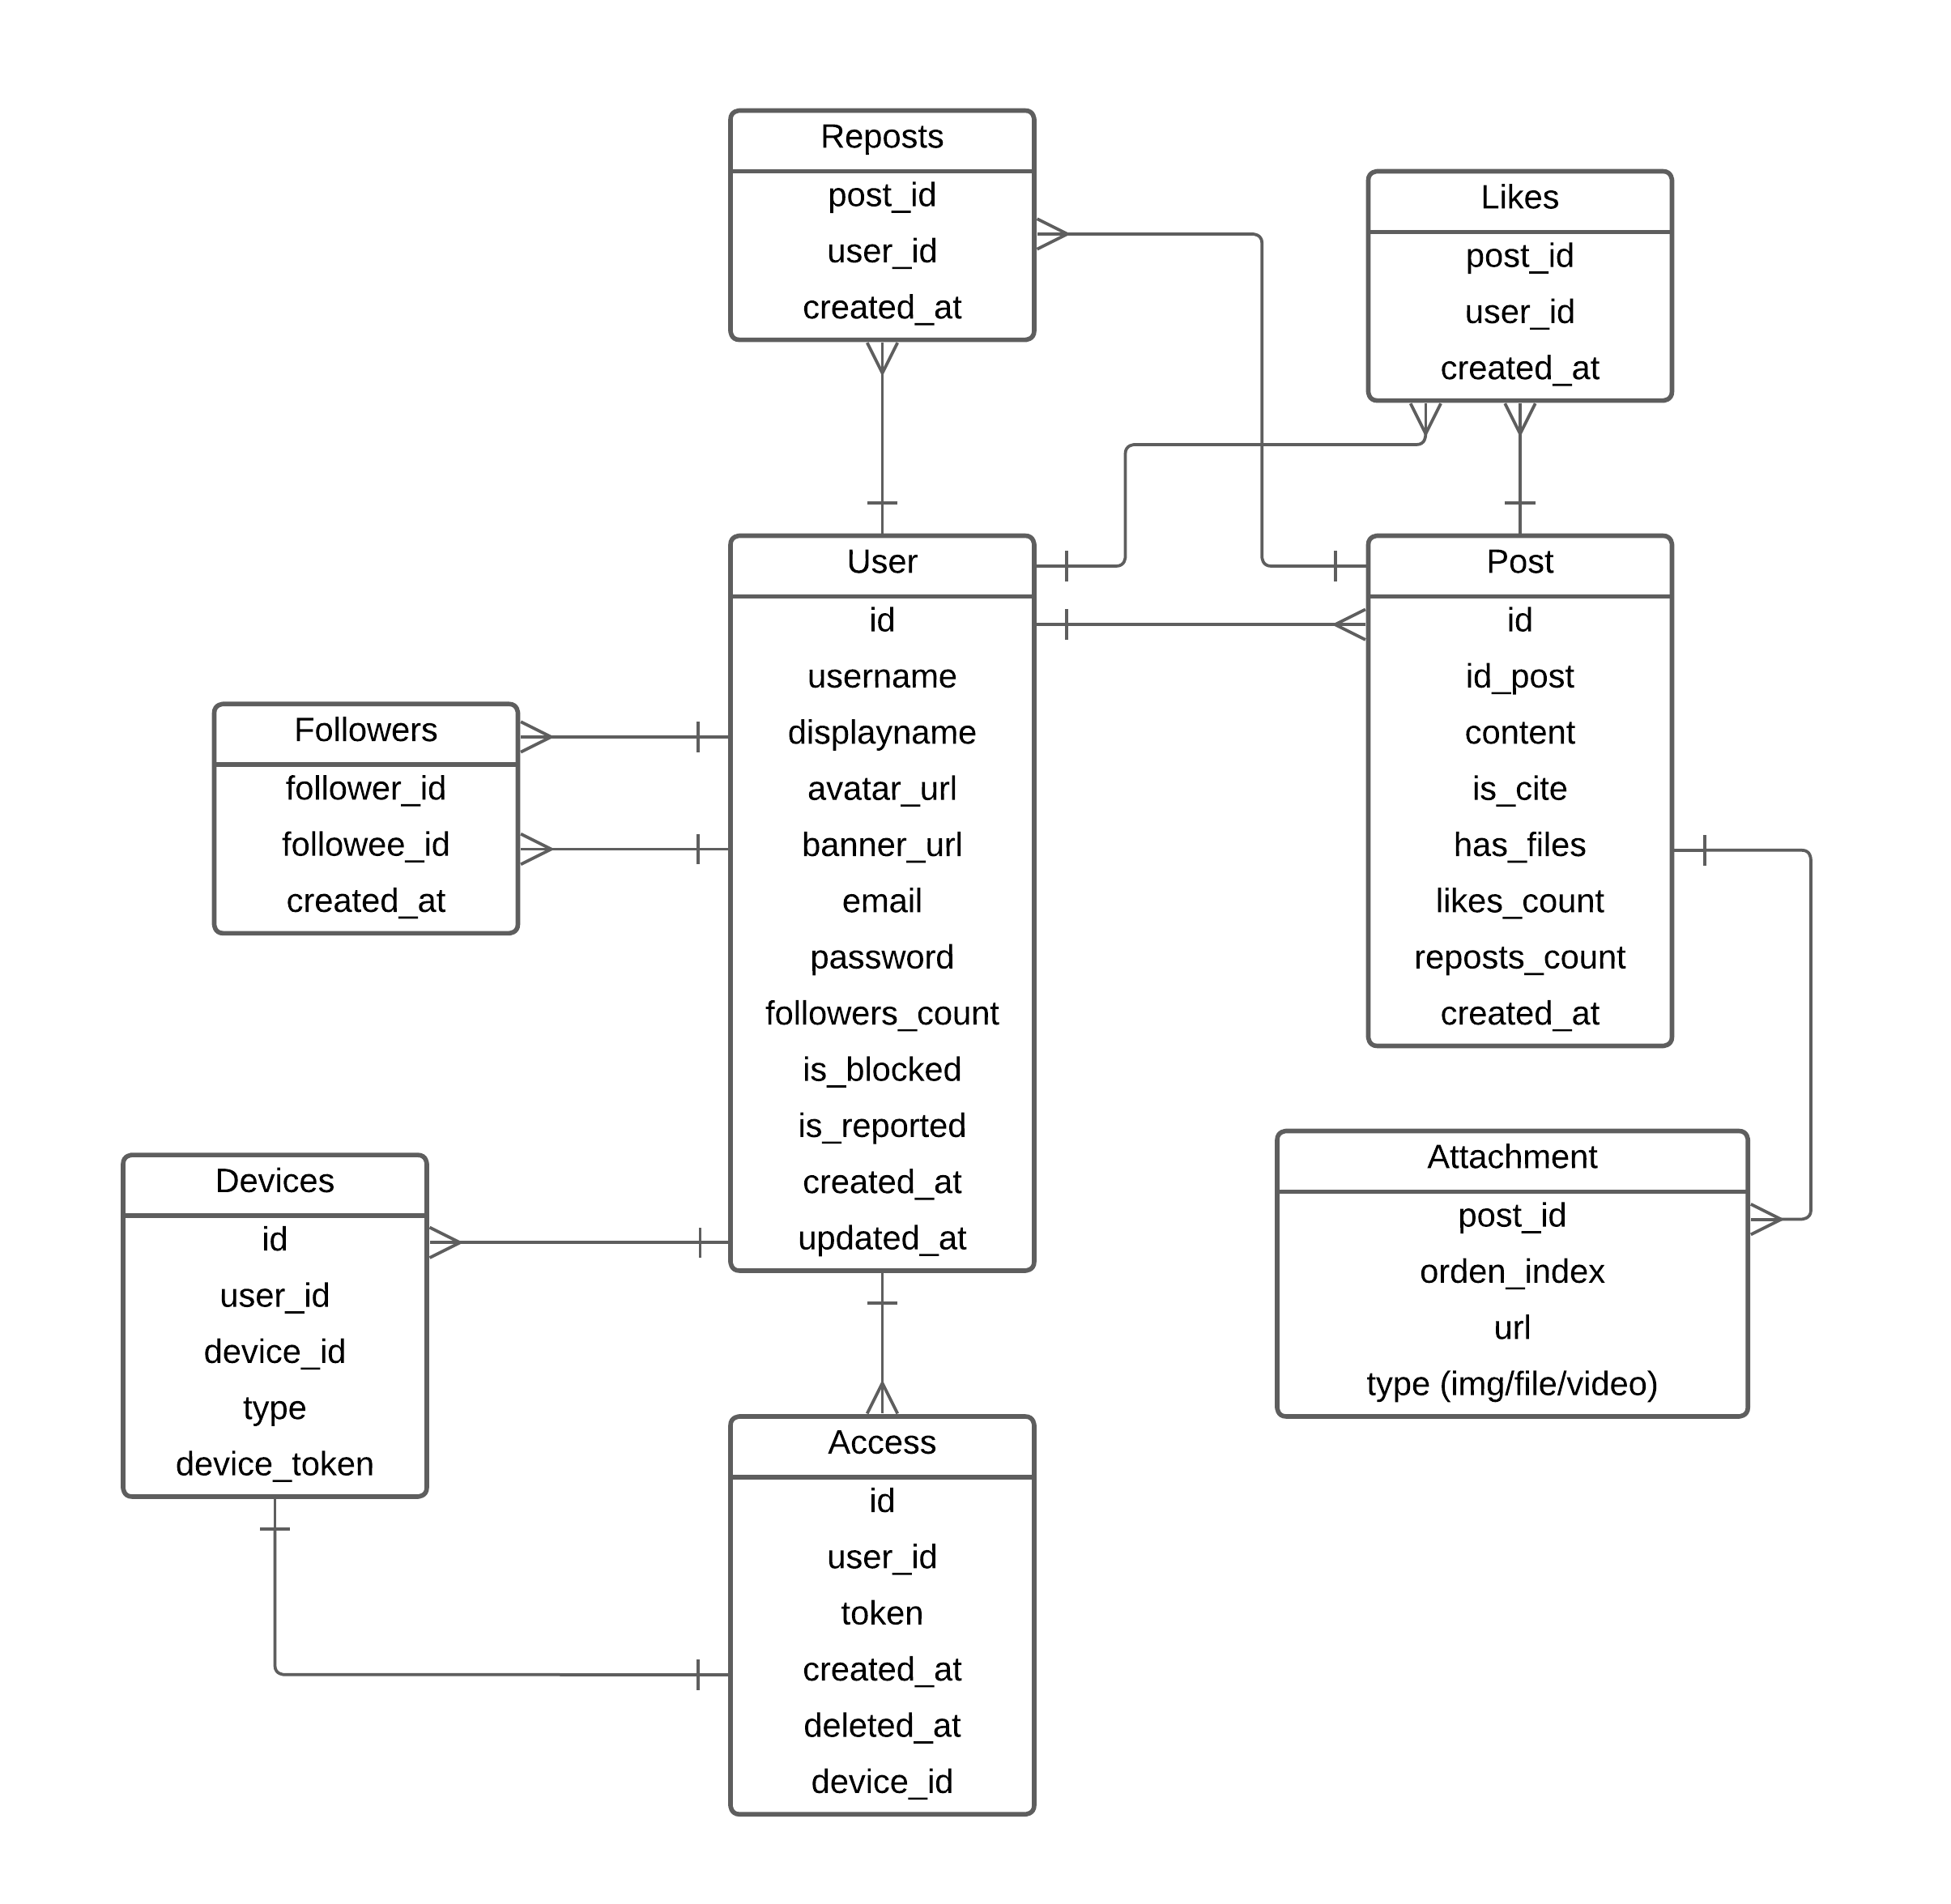 Reposts
post_id
user_id
created_at
Likes
post_id
user_id
created_at
User
id
username
displayname
avatar_url
banner_url
email
password
followers_count
is_blocked
is_reported
created_at
updated_at
Post
id
id_post
content
is_cite
has_files
likes_count
reposts_count
created_at
Followers
follower_id
followee_id
created_at
Devices
id
user_id
device_id
type
device_token
Attachment
post_id
orden_index
url
type (img/file/video)
Access
id
user_id
token
created_at
deleted_at
device_id